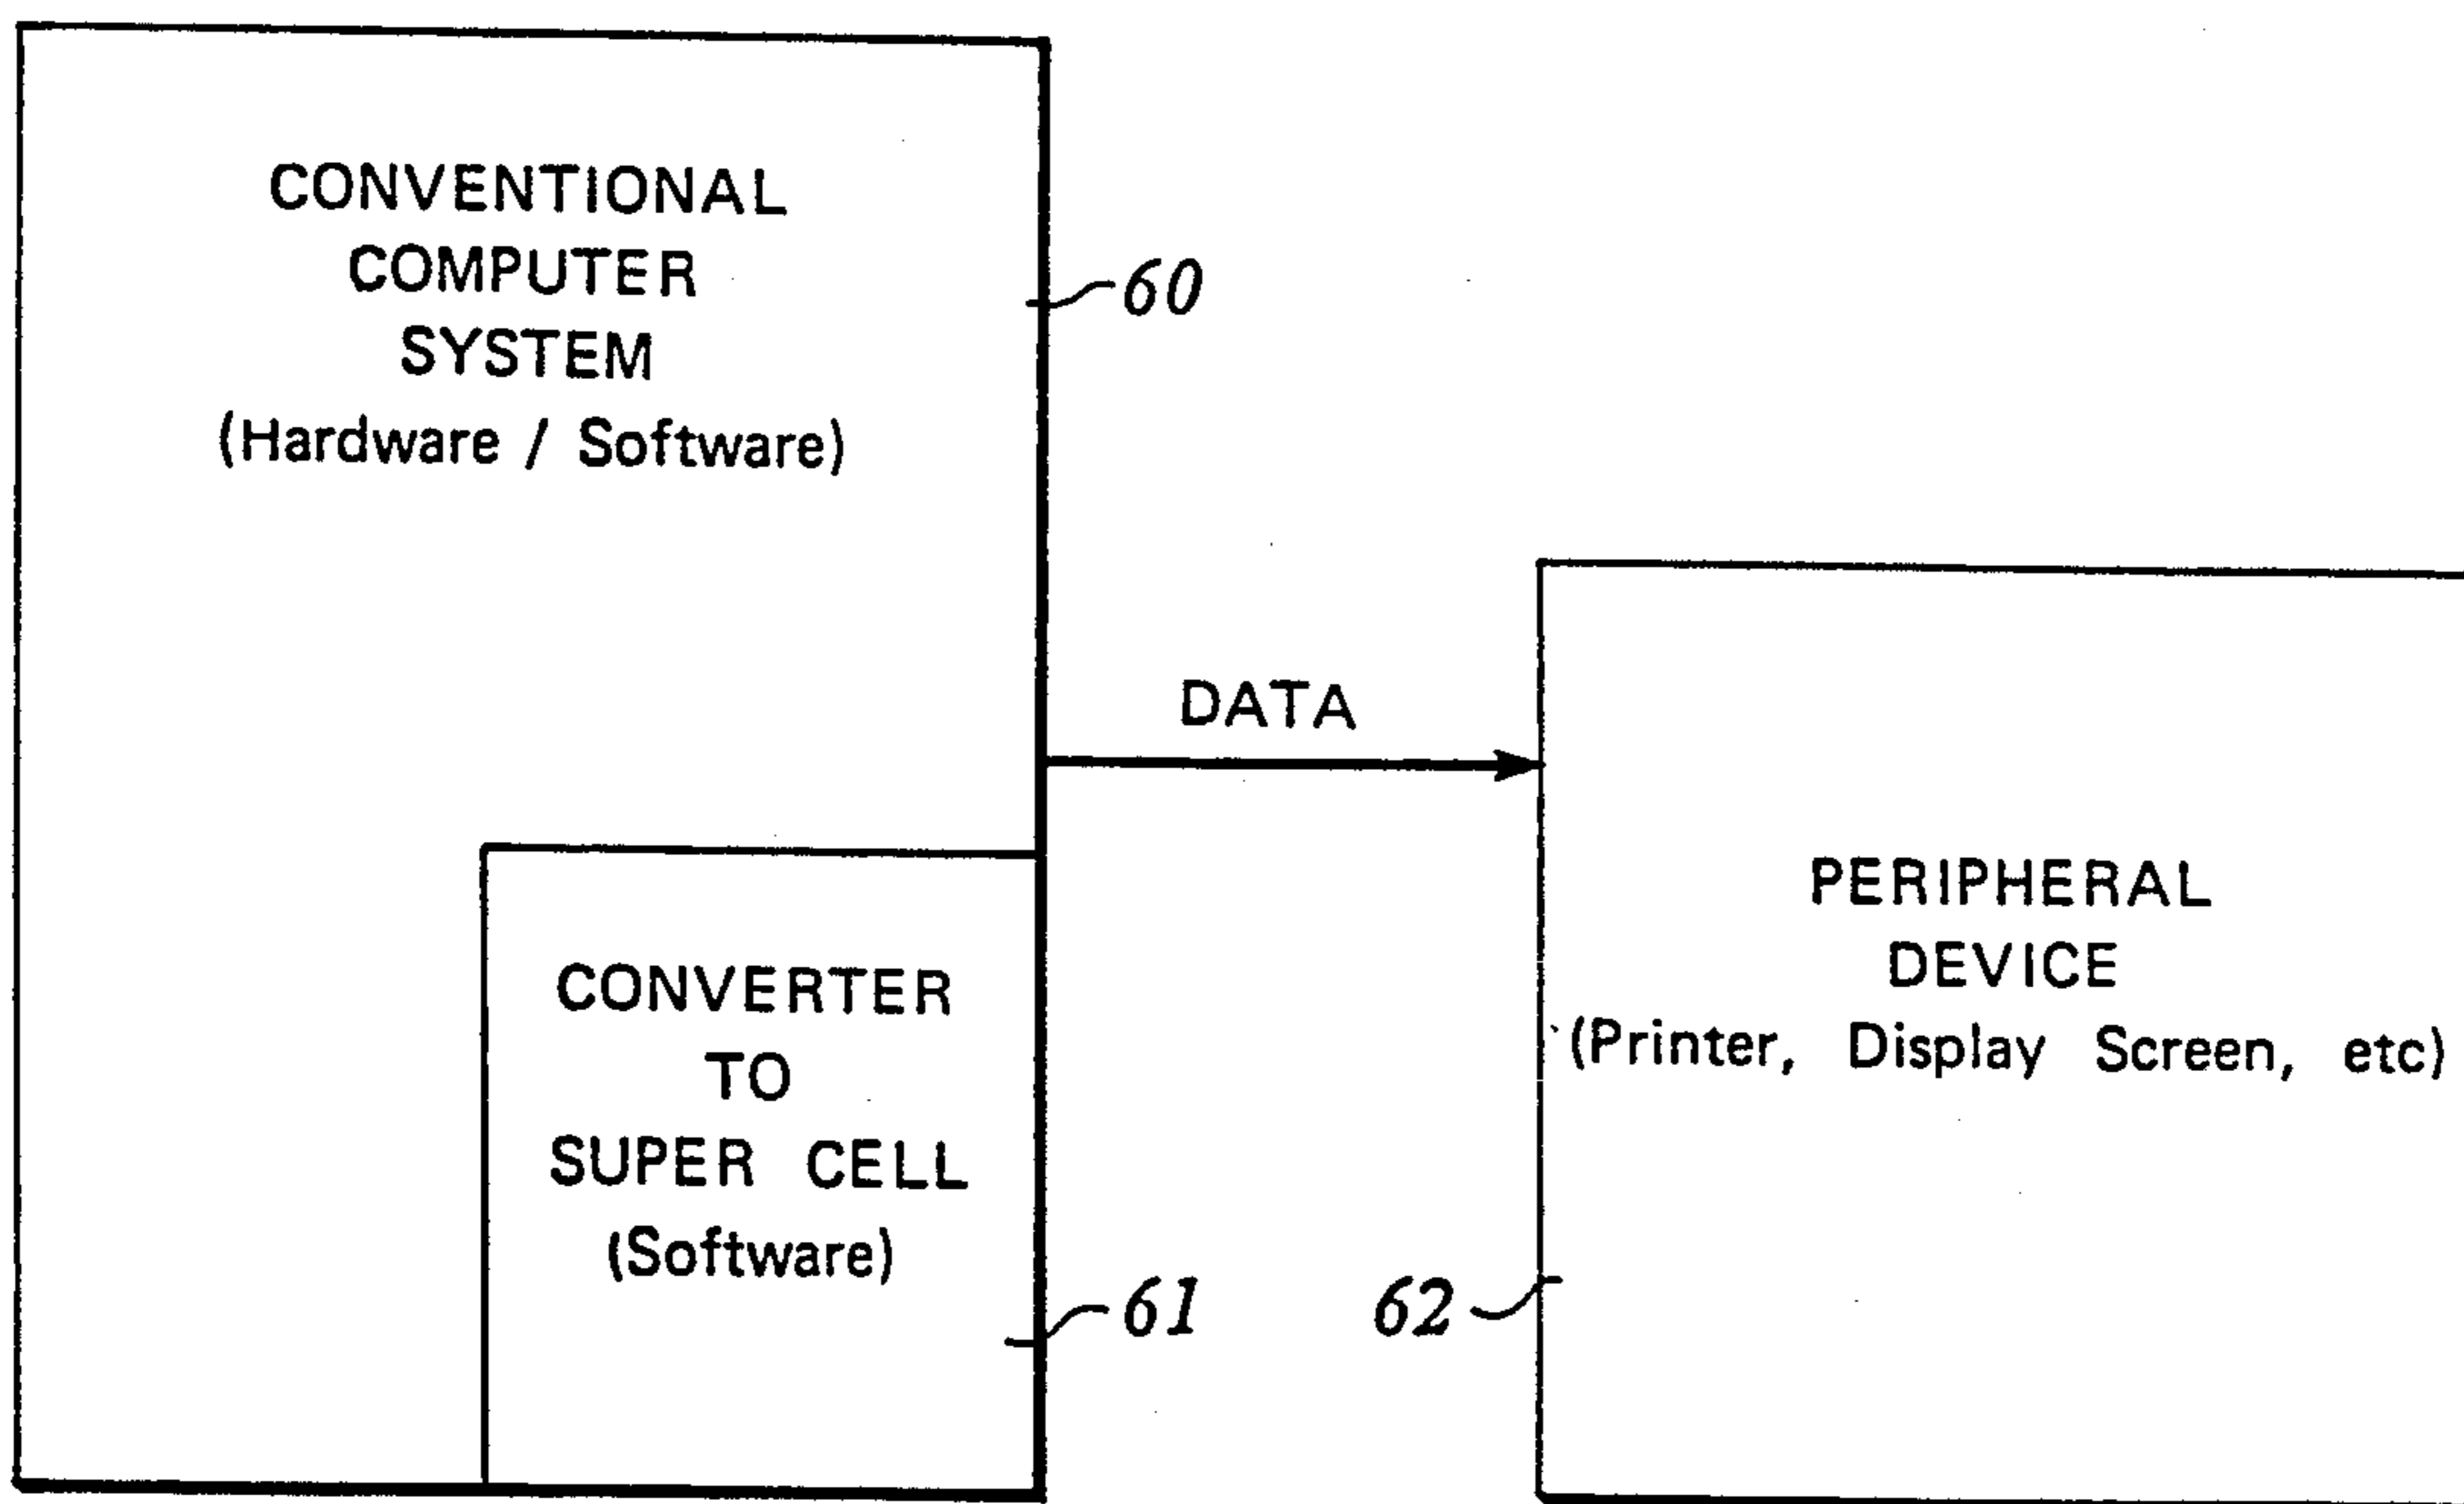 CONVENTIONAL
COMPUTER
SYSTEM
(Hardware / Software)
60
DATA
CONVERTER
TO
SUPER CELL
(Software)
61
PERIPHERAL
DEVICE
(Printer, Display Screen, etc)
62